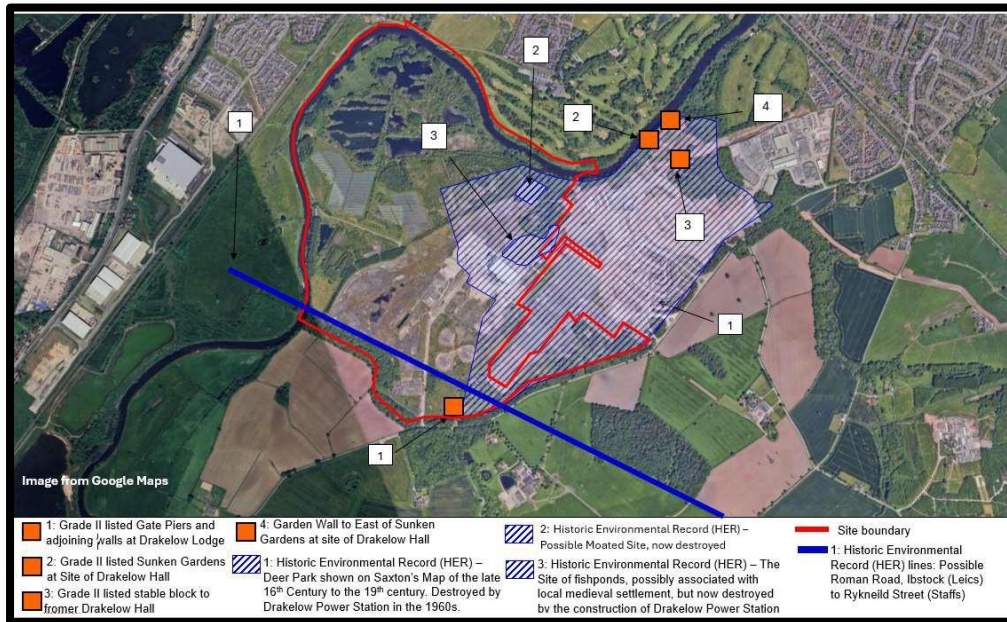 2
1
2
4
3
3
1
1
Image from Google Maps
1: Grade II listed Gate Piers and
adjoining walls at Drakelow Lodge
2: Grade II listed Sunken Gardens
at Site of Drakelow Hall
3: Grade II listed stable block to
fromer Drakelow Hall
4: Garden Wall to East of Sunken
Gardens at site of Drakelow Hall
1: Historic Environmental Record (HER) –
Deer Park shown on Saxton's Map of the late
16th Century to the 19th century. Destroyed by
Drakelow Power Station in the 1960s.
2: Historic Environmental Record (HER) –
Possible Moated Site, now destroyed
3: Historic Environmental Record (HER) – The
Site of fishponds, possibly associated with
local medieval settlement, but now destroyed
by the construction of Drakelow Power Station
Site boundary
1: Historic Environmental
Record (HER) lines: Possible
Roman Road, Ibstock (Leics)
to Rykneild Street (Staffs)